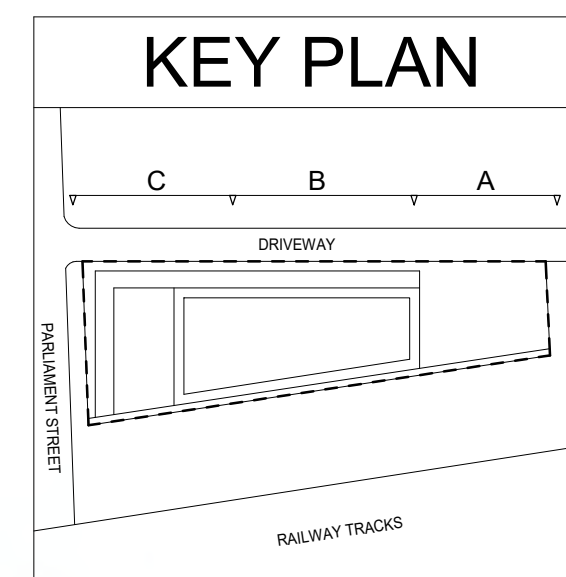 KEY PLAN
C B A
DRIVEWAY
PARLIAMENT STREET
RAILWAY TRACKS